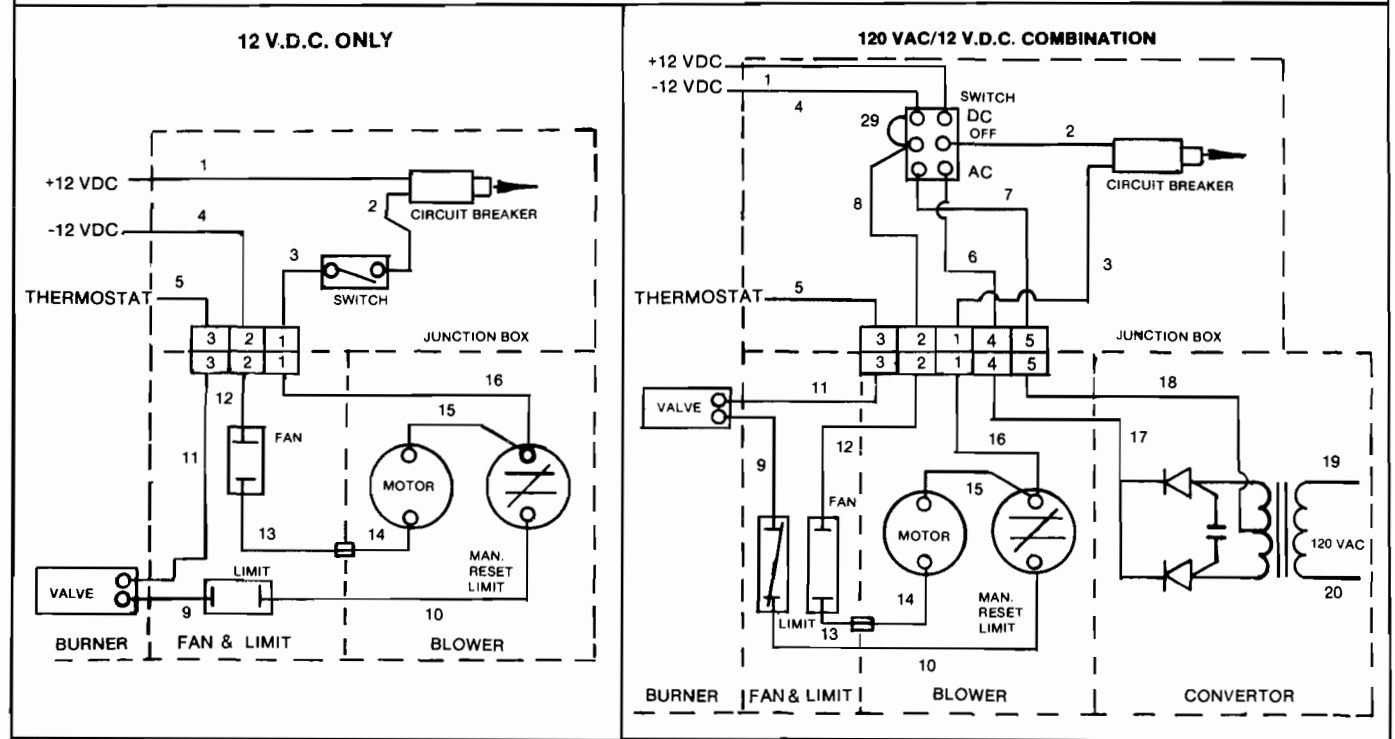 12 V.D.C. ONLY
1
+12 VDC
4
2
CIRCUIT BREAKER
-12 VDC
3
5
THERMOSTAT
SWITCH
3 2 1
JUNCTION BOX
3 2 1
16
12
15
FAN
11
MOTOR
13
14
MAN.
RESET
LIMIT
LIMIT
VALVE
9
10
BURNER
FAN & LIMIT
BLOWER
120 VAC/12 V.D.C. COMBINATION
+12 VDC
1
-12 VDC
4
SWITCH
DC
29
OFF
2
AC
CIRCUIT BREAKER
7
8
6
3
5
THERMOSTAT
3 2 1 4 5
JUNCTION BOX
3 2 1 4 5
11
18
VALVE
12
16
17
9
15
19
FAN
MOTOR
120 VAC
14
MAN.
RESET
LIMIT
20
LIMIT
13
10
BURNER
FAN & LIMIT
BLOWER
CONVERTOR